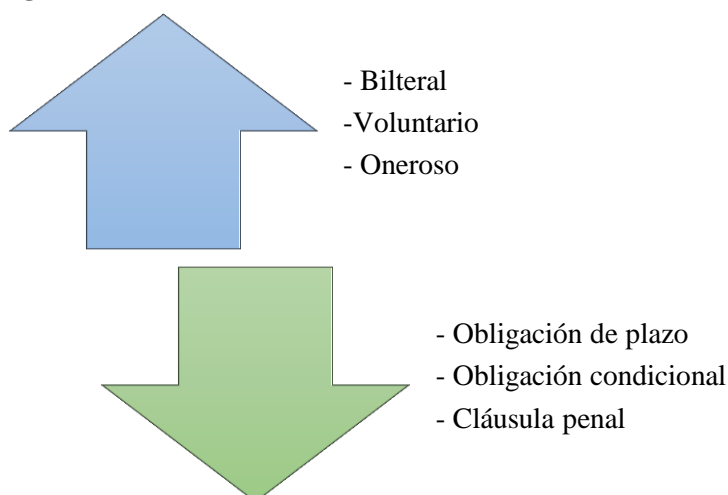 - Bilteral
-Voluntario
- Oneroso
- Obligación de plazo
- Obligación condicional
- Cláusula penal